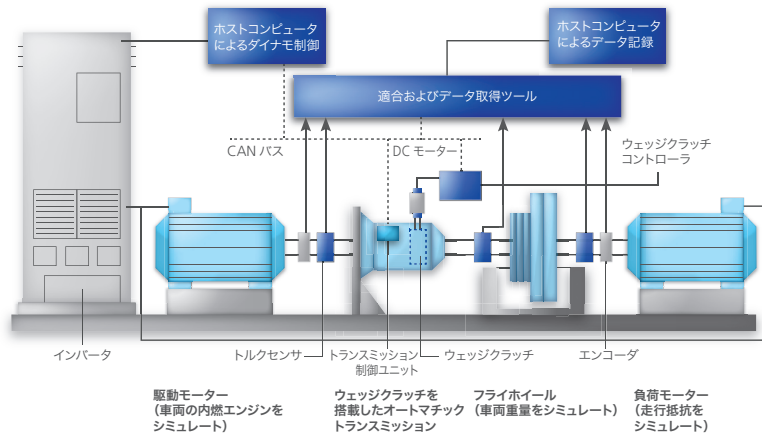 ホストコンピュータ
によるダイナモ制御
ホストコンピュータ
によるデータ記録
適合およびデータ取得ツール
CAN バス
DC モーター
ウェッジクラッチ
コントローラ
インバータ
トルクセンサ
トランスミッション
制御ユニット
ウェッジクラッチ
エンコーダ
駆動モーター
（車両の内燃エンジンを
シミュレート）
ウェッジクラッチを
搭載したオートマチック
トランスミッション
フライホイール
（車両重量をシミュレート）
負荷モーター
（走行抵抗を
シミュレート）